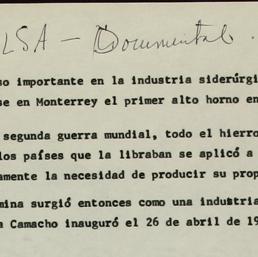 LSA - Documental.
so importante en la industria siderúrgi
se en Monterrey el primer alto horno en
segunda guerra mundial, todo el hierro
los países que la libraban se aplicó a
amente la necesidad de producir su prop
mina surgió entonces como una industria
a Camacho inauguró el 26 de abril de 19